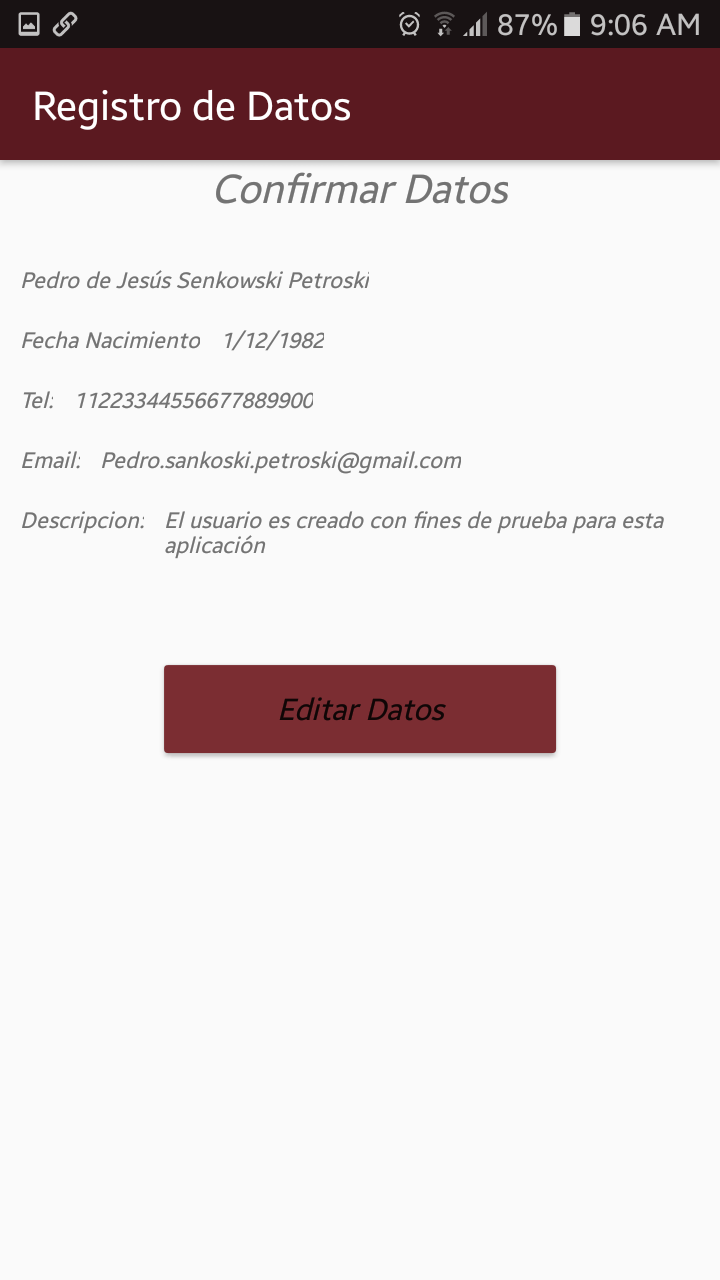 87% 9:06 AM
Registro de Datos
Confirmar Datos
Pedro de Jesús Senkowski Petroski
Fecha Nacimiento 1/12/1982
Tel: 11223344556677889900
Email: Pedro.sankoski.petroski@gmail.com
Descripcion: El usuario es creado con fines de prueba para esta
aplicación
Editar Datos